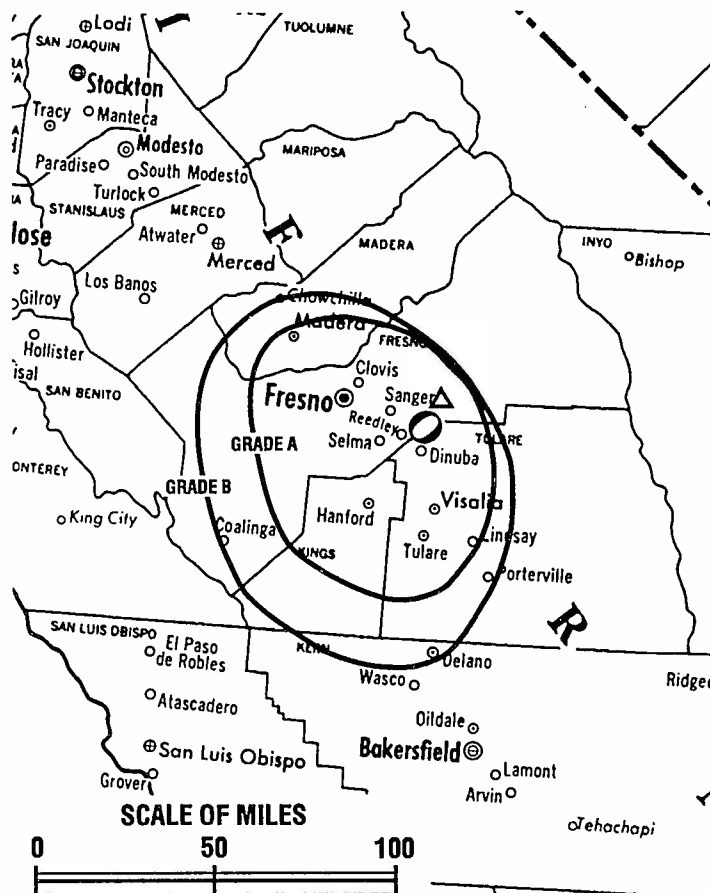 Lodi
TUOLUMNE
SAN JOAQUIN
Stockton
Tracy
Manteca
Modesto
MARIPOSA
Paradise
South Modesto
Turlock
STANISLAUS
MERCED
Atwater
F
Merced
MADERA
INYO
Bishop
Los Banos
Gilroy
Chowchilla
Madera
Hollister
FRESNO
Clovis
SAN BENITO
Fresno
Sanger
Reedley
Selma
TULARE
GRADE A
Dinuba
GRADE B
King City
Hanford
Visalia
Coalinga
Tulare
Lindsay
KINGS
Porterville
SAN LUIS OBISPO
R
El Paso
de Robles
KERN
Delano
Wasco
Atascadero
Oildale
San Luis Obispo
Bakersfield
Grover
Lamont
Arvin
Tehachapi
SCALE OF MILES
0 50 100